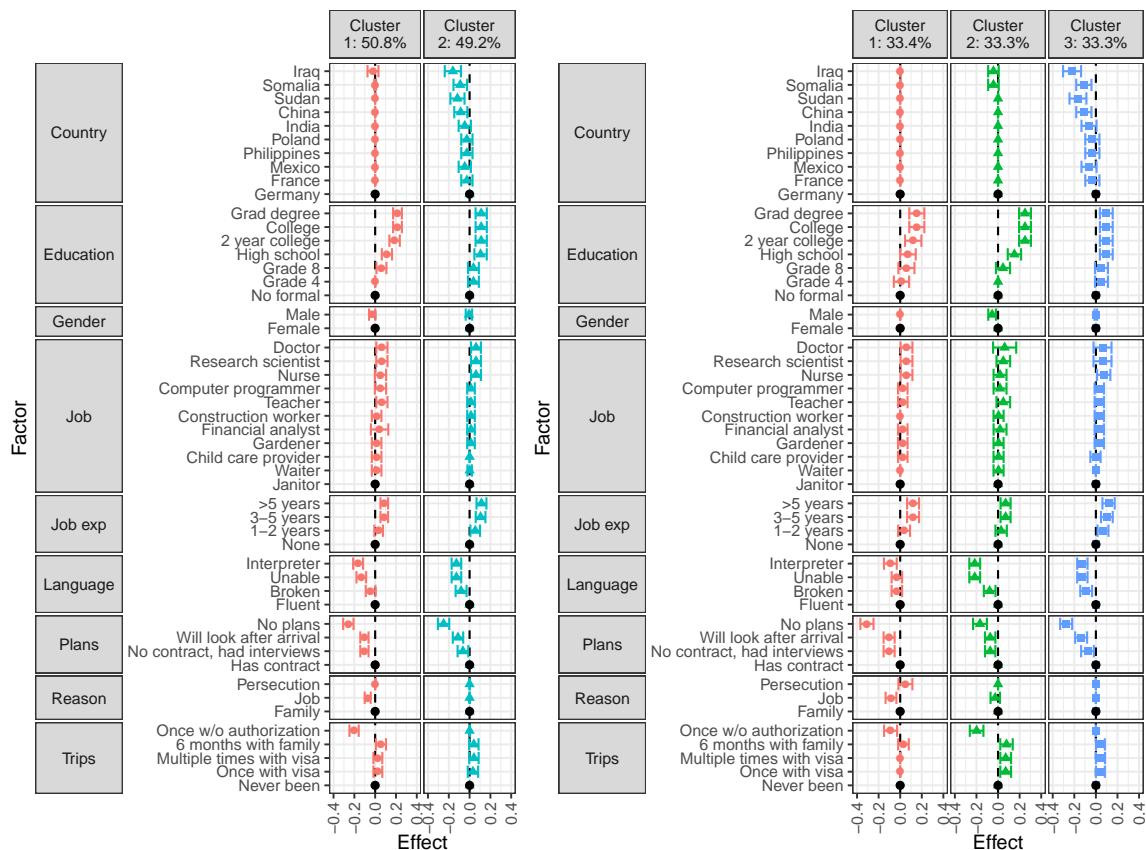 Cluster
1: 50.8%
Cluster
2: 49.2%
Factor
Country
Iraq
Somalia
Sudan
China
India
Poland
Philippines
Mexico
France
Germany
Education
Grad degree
College
2 year college
High school
Grade 8
Grade 4
No formal
Gender
Male
Female
Job
Doctor
Research scientist
Nurse
Computer programmer
Teacher
Construction worker
Financial analyst
Gardener
Child care provider
Waiter
Janitor
Job exp
>5 years
3–5 years
1–2 years
None
Language
Interpreter
Unable
Broken
Fluent
Plans
No plans
Will look after arrival
No contract, had interviews
Has contract
Reason
Persecution
Job
Family
Trips
Once w/o authorization
6 months with family
Multiple times with visa
Once with visa
Never been
−0.4 −0.2 0.0 0.2 0.4 −0.4 −0.2 0.0 0.2 0.4
Effect
Cluster
1: 33.4%
Cluster
2: 33.3%
Cluster
3: 33.3%
Factor
Country
Iraq
Somalia
Sudan
China
India
Poland
Philippines
Mexico
France
Germany
Education
Grad degree
College
2 year college
High school
Grade 8
Grade 4
No formal
Gender
Male
Female
Job
Doctor
Research scientist
Nurse
Computer programmer
Teacher
Construction worker
Financial analyst
Gardener
Child care provider
Waiter
Janitor
Job exp
>5 years
3–5 years
1–2 years
None
Language
Interpreter
Unable
Broken
Fluent
Plans
No plans
Will look after arrival
No contract, had interviews
Has contract
Reason
Persecution
Job
Family
Trips
Once w/o authorization
6 months with family
Multiple times with visa
Once with visa
Never been
−0.4 −0.2 0.0 0.2 0.4 −0.4 −0.2 0.0 0.2 0.4 −0.4 −0.2 0.0 0.2 0.4
Effect